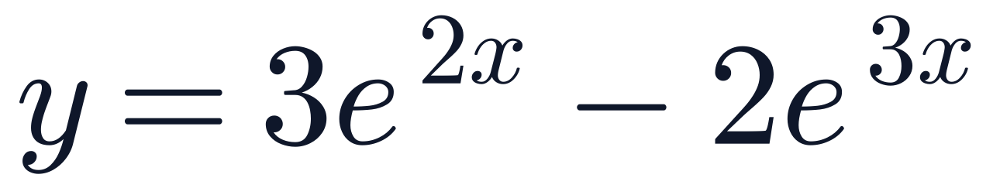 y = 3e^{2x} − 2e^{3x}